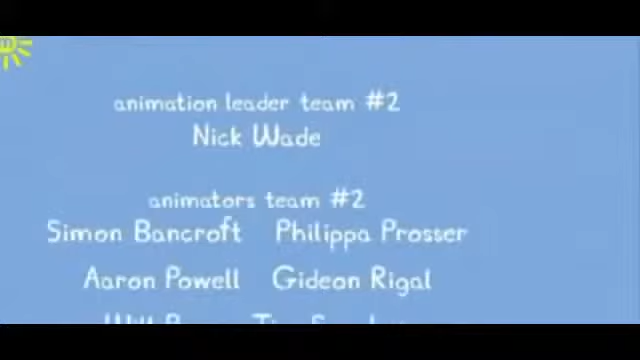 animation leader team #2
Nick Wade
animators team #2
Simon Bancroft Philippa Prosser
Aaron Powell Gideon Rigal